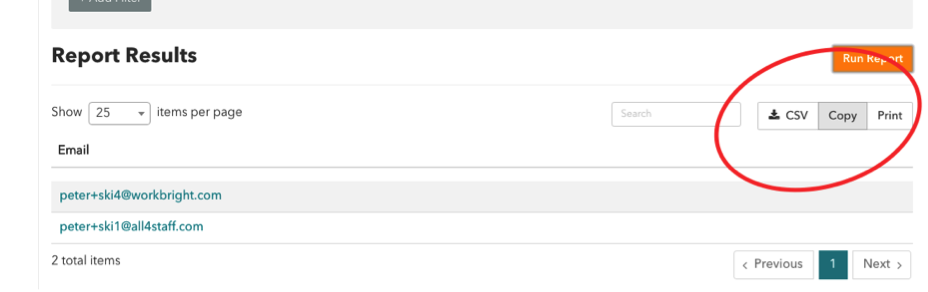 + Add Filter
Report Results
Run Report
Show 25 items per page
Search
CSV Copy Print
Email
peter+ski4@workbright.com
peter+ski1@all4staff.com
2 total items
‹ Previous 1 Next ›